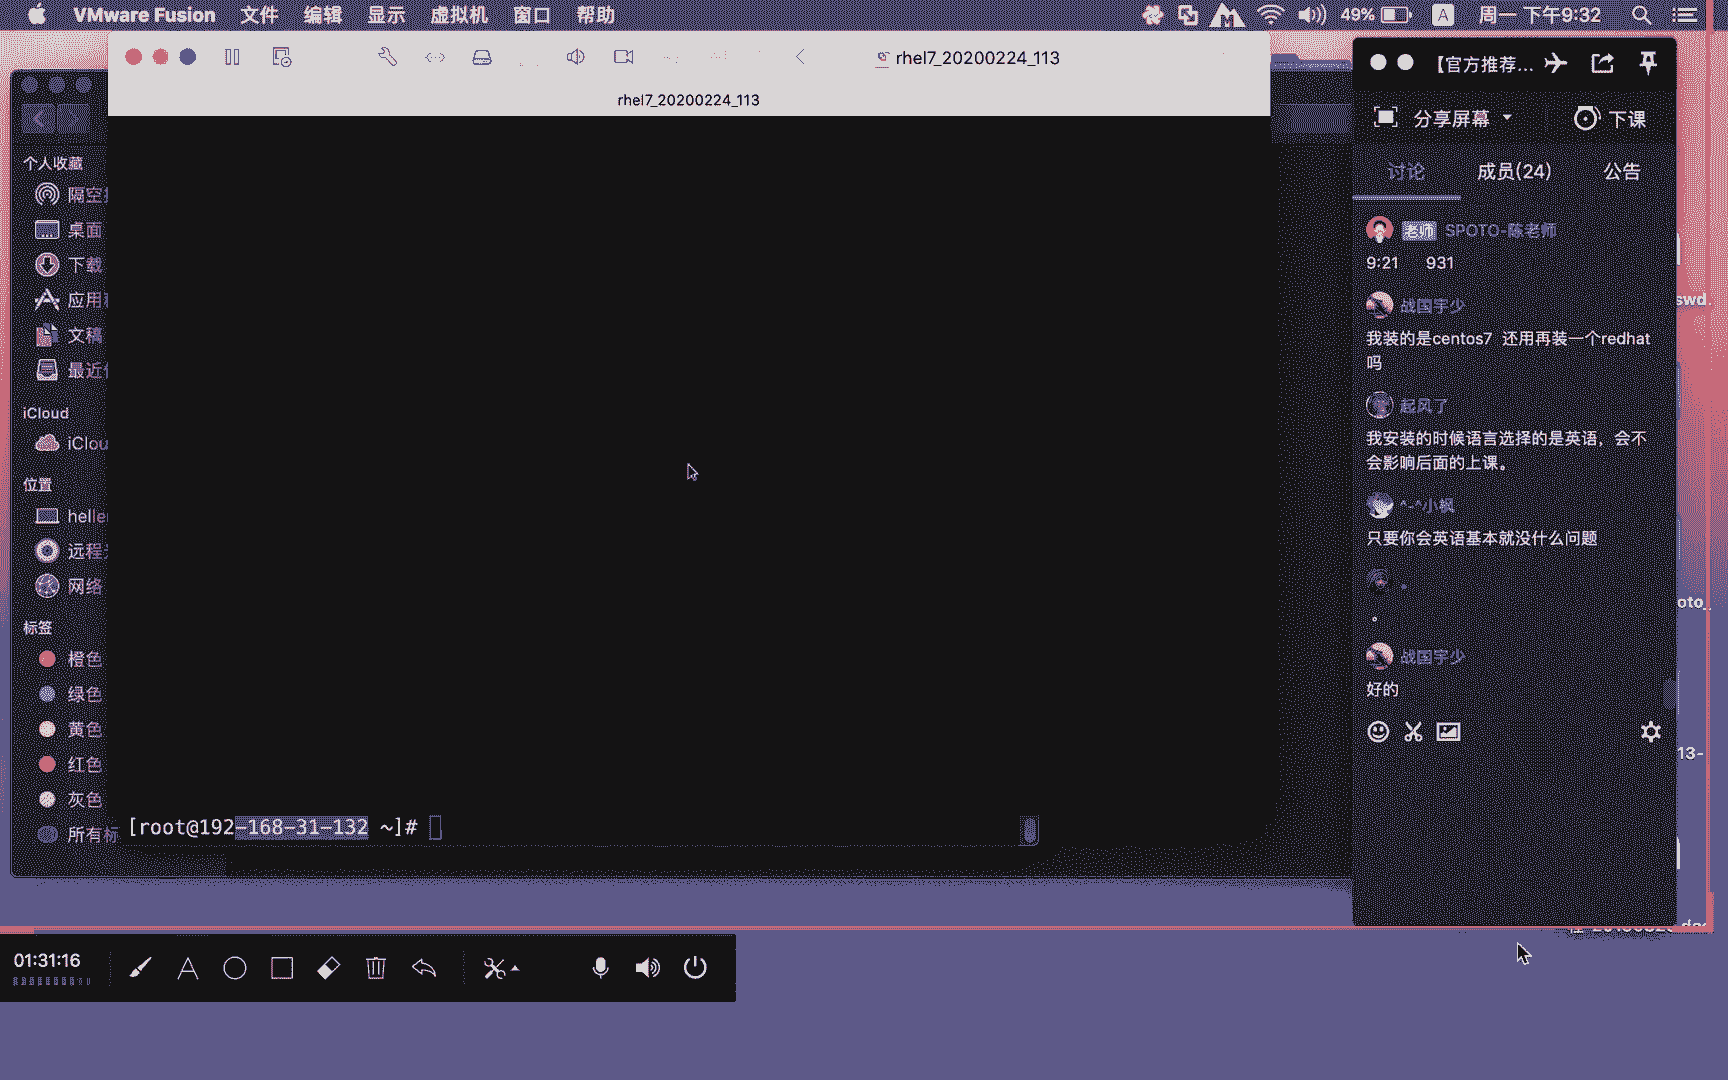 VMware Fusion 文件 编辑 显示 虚拟机 窗口 帮助 49% A 周一 下午9:32
rhel7_20200224_113
rhel7_20200224_113
个人收藏
隔空
桌面
下载
应用
文稿
最近
iCloud
iClou
位置
helle
远程
网络
标签
橙色
绿色
黄色
红色
灰色
所有标
[root@192-168-31-132 ~]#
【官方推荐...
分享屏幕 下课
讨论 成员(24) 公告
老师 SPOTO-陈老师
9:21 931
战国宇少
我装的是centos7 还用再装一个redhat
吗
起风了
我安装的时候语言选择的是英语，会不
会影响后面的上课。
^-^小枫
只要你会英语基本就没什么问题
。
战国宇少
好的
swd.
oto_
13-
01:31:16